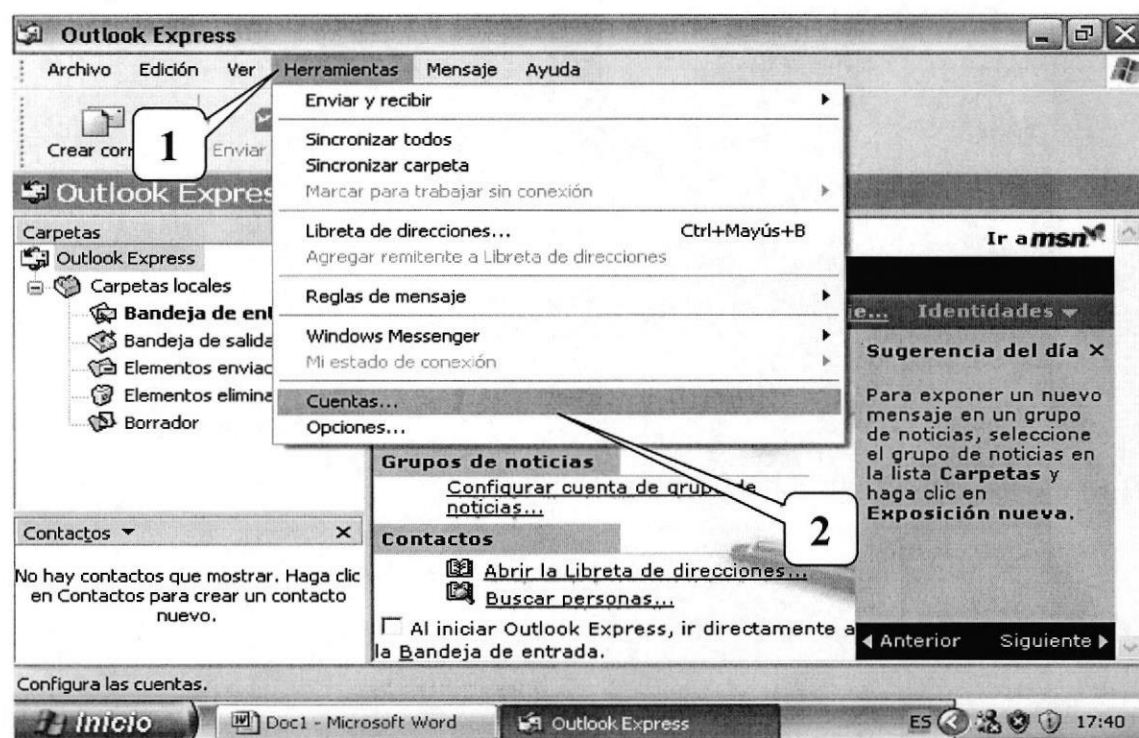 Outlook Express
Archivo Edición Ver Herramientas Mensaje Ayuda
1
Crear Enviar
Outlook
Enviar y recibir
Sincronizar todos
Sincronizar carpeta
Marcar para trabajar sin conexión
Libreta de direcciones... Ctrl+Mayús+B
Agregar remitente a Libreta de direcciones
Reglas de mensaje
Windows Messenger
Mi estado de conexión
Cuentas...
Opciones...
Carpetas
Outlook Express
Carpetas locales
Bandeja de
Bandeja de salida
Elementos
Elementos
Borrador
Contactos
No hay contactos que mostrar. Haga clic
en Contactos para crear un contacto
nuevo.
Ir a msn
Identidades
Grupos de noticias
Configurar cuenta de grupo de
noticias...
2
Contactos
Abrir la Libreta de direcciones...
Buscar personas...
Al iniciar Outlook Express, ir directamente a
la Bandeja de entrada.
Sugerencia del día
Para exponer un nuevo
mensaje en un grupo
de noticias, seleccione
el grupo de noticias en
la lista Carpetas y
haga clic en
Exposición nueva.
Anterior Siguiente
Configura las cuentas.
Inicio Doc1 - Microsoft Word Outlook Express ES 17:40